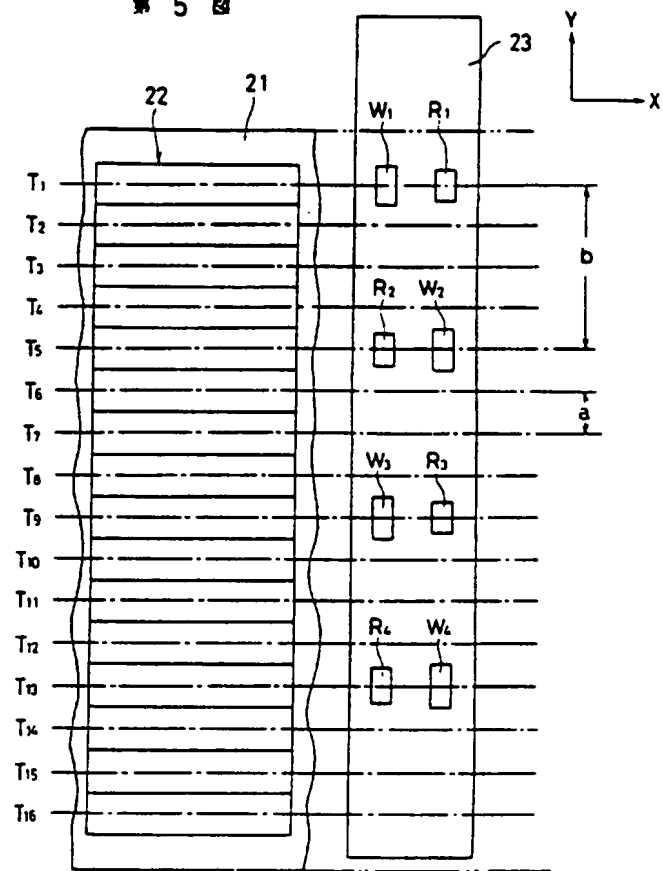 第 5 図
23
Y
X
21
22
W₁ R₁
T₁
T₂
b
T₃
R₂ W₂
T₄
T₅
T₆
a
T₇
W₃ R₃
T₈
T₉
T₁₀
T₁₁
R₄ W₄
T₁₂
T₁₃
T₁₄
T₁₅
T₁₆